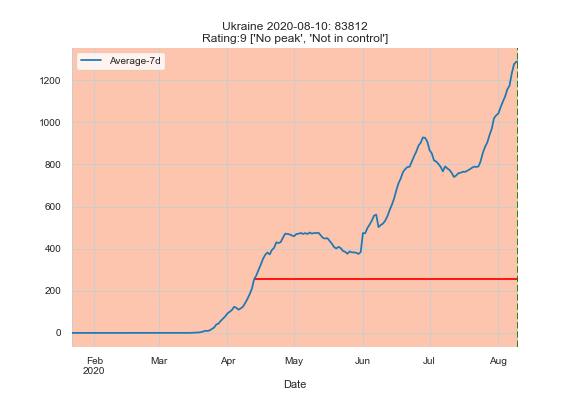 Ukraine 2020-08-10: 83812
Rating:9 ['No peak', 'Not in control']
Average-7d
1200
1000
800
600
400
200
0
Feb Mar Apr May Jun Jul Aug
2020
Date